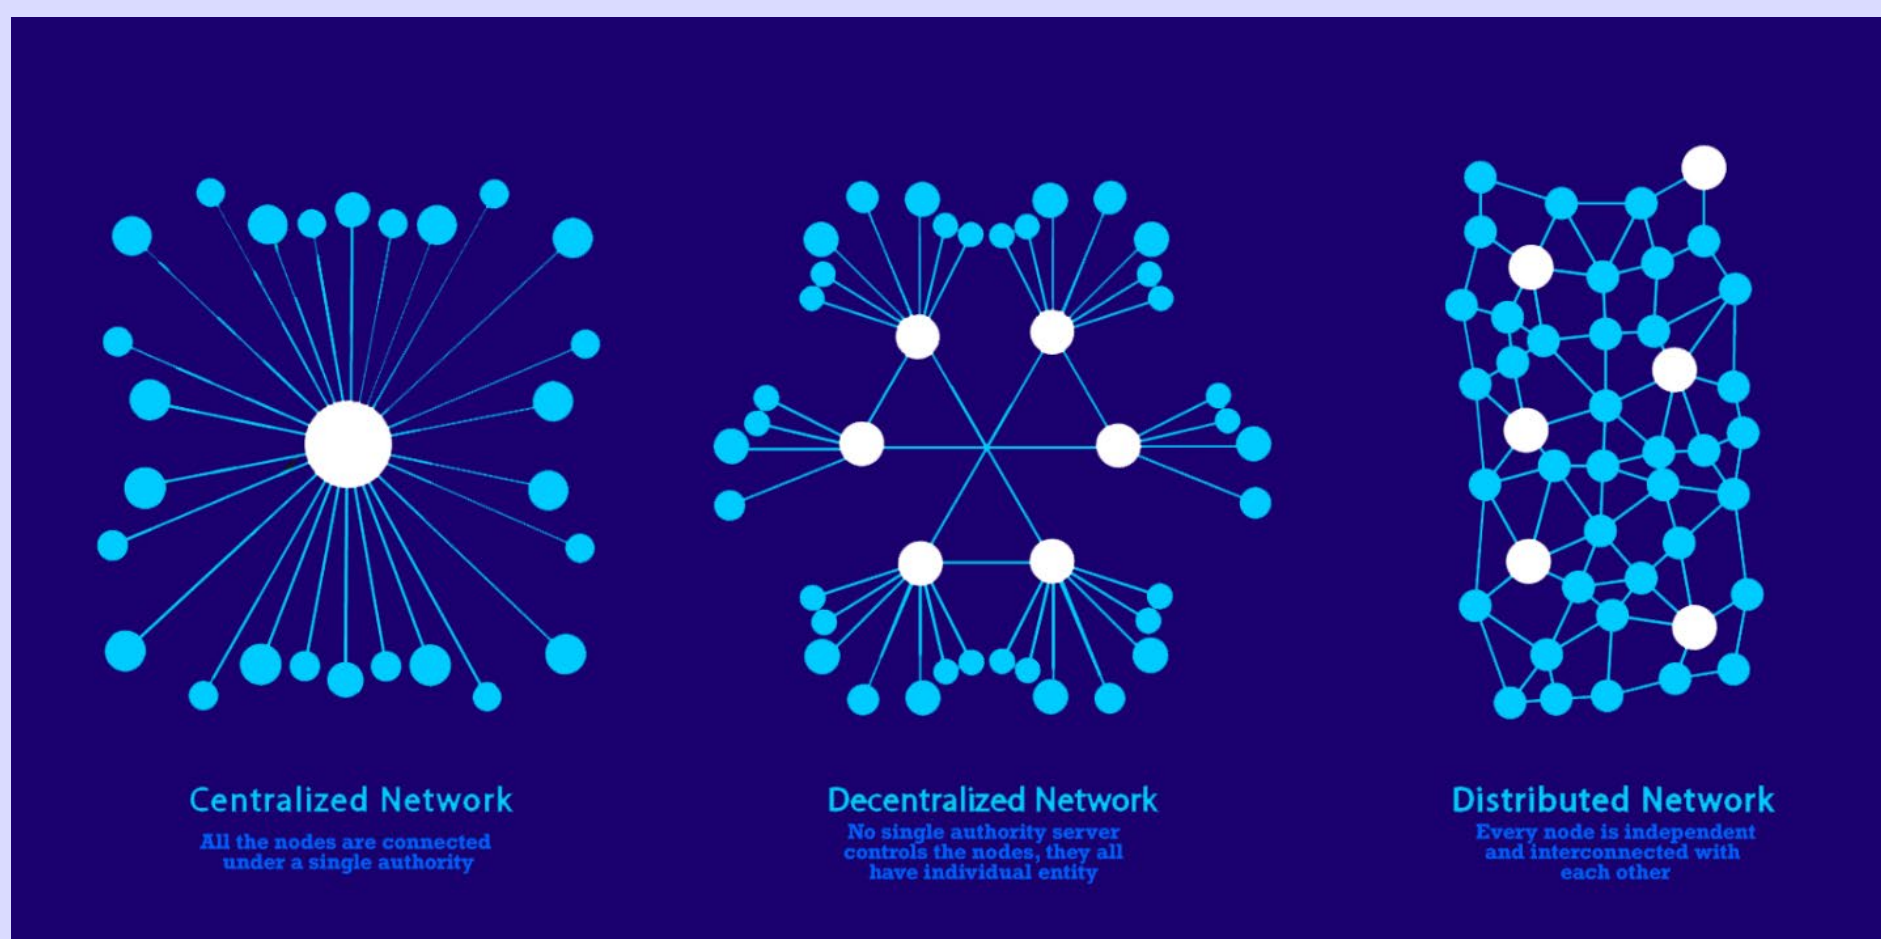 Centralized Network
All the nodes are connected
under a single authority
Decentralized Network
No single authority server
controls the nodes, they all
have individual entity
Distributed Network
Every node is independent
and interconnected with
each other